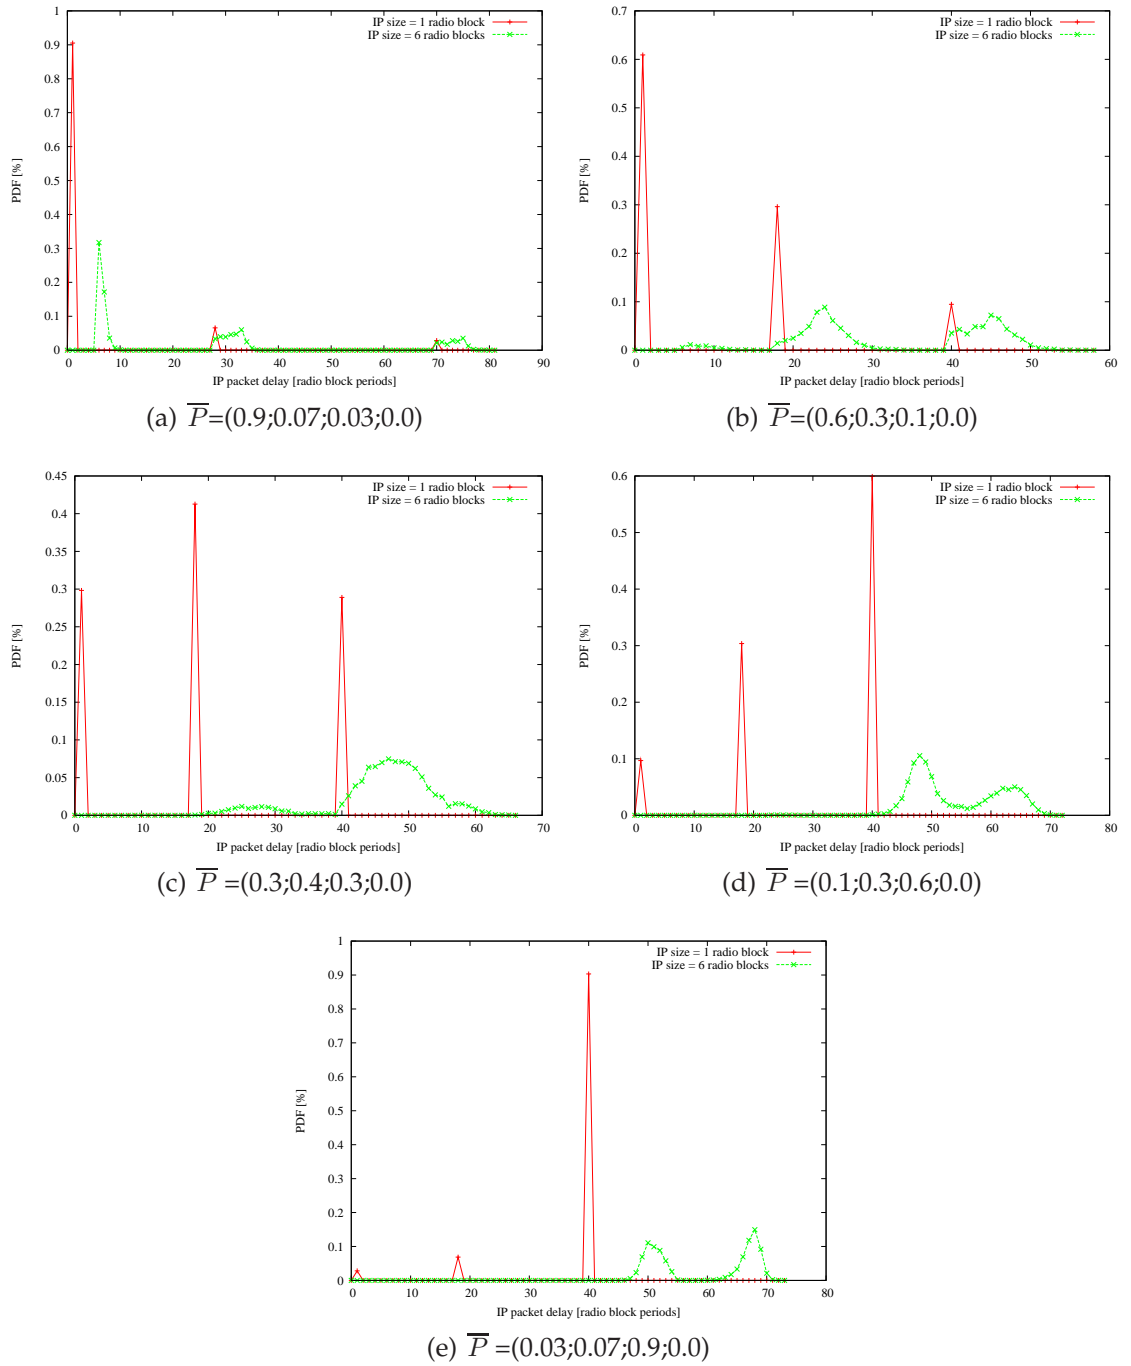 1
0.9
0.8
0.7
0.6
0.5
0.4
0.3
0.2
0.1
0
PDF [%]
IP size = 1 radio block
IP size = 6 radio blocks
0 10 20 30 40 50 60 70 80 90
IP packet delay [radio block periods]
(a) P=(0.9;0.07;0.03;0.0)
0.7
0.6
0.5
0.4
0.3
0.2
0.1
0
PDF [%]
IP size = 1 radio block
IP size = 6 radio blocks
0 10 20 30 40 50 60
IP packet delay [radio block periods]
(b) P=(0.6;0.3;0.1;0.0)
0.45
0.4
0.35
0.3
0.25
0.2
0.15
0.1
0.05
0
PDF [%]
IP size = 1 radio block
IP size = 6 radio blocks
0 10 20 30 40 50 60 70
IP packet delay [radio block periods]
(c) P =(0.3;0.4;0.3;0.0)
0.6
0.5
0.4
0.3
0.2
0.1
0
PDF [%]
IP size = 1 radio block
IP size = 6 radio blocks
0 10 20 30 40 50 60 70 80
IP packet delay [radio block periods]
(d) P =(0.1;0.3;0.6;0.0)
1
0.9
0.8
0.7
0.6
0.5
0.4
0.3
0.2
0.1
0
PDF [%]
IP size = 1 radio block
IP size = 6 radio blocks
0 10 20 30 40 50 60 70 80
IP packet delay [radio block periods]
(e) P =(0.03;0.07;0.9;0.0)